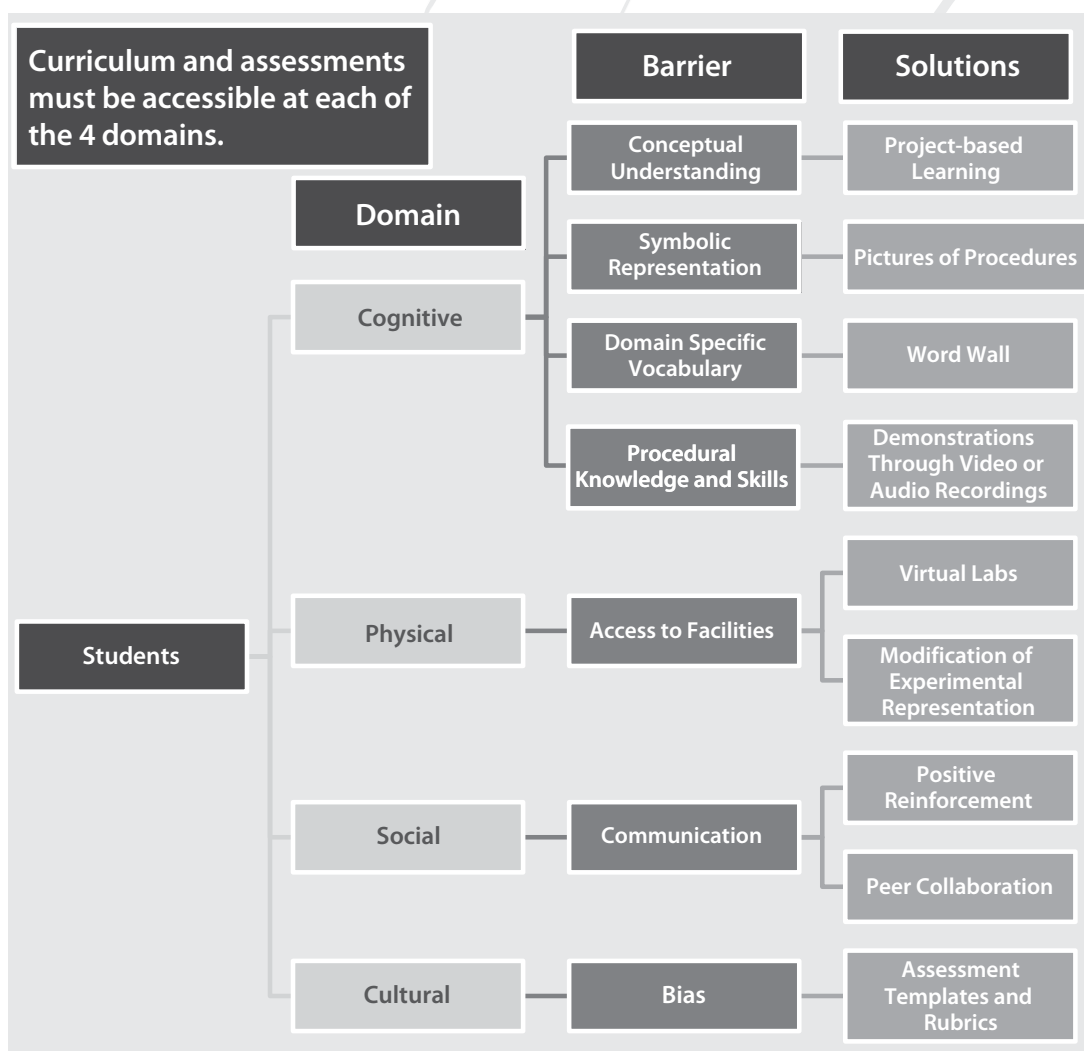 Curriculum and assessments
must be accessible at each of
the 4 domains.
Domain
Barrier
Solutions
Students
Cognitive
Conceptual
Understanding
Project-based
Learning
Symbolic
Representation
Pictures of Procedures
Domain Specific
Vocabulary
Word Wall
Procedural
Knowledge and Skills
Demonstrations
Through Video or
Audio Recordings
Physical
Access to Facilities
Virtual Labs
Modification of
Experimental
Representation
Social
Communication
Positive
Reinforcement
Peer Collaboration
Cultural
Bias
Assessment
Templates and
Rubrics